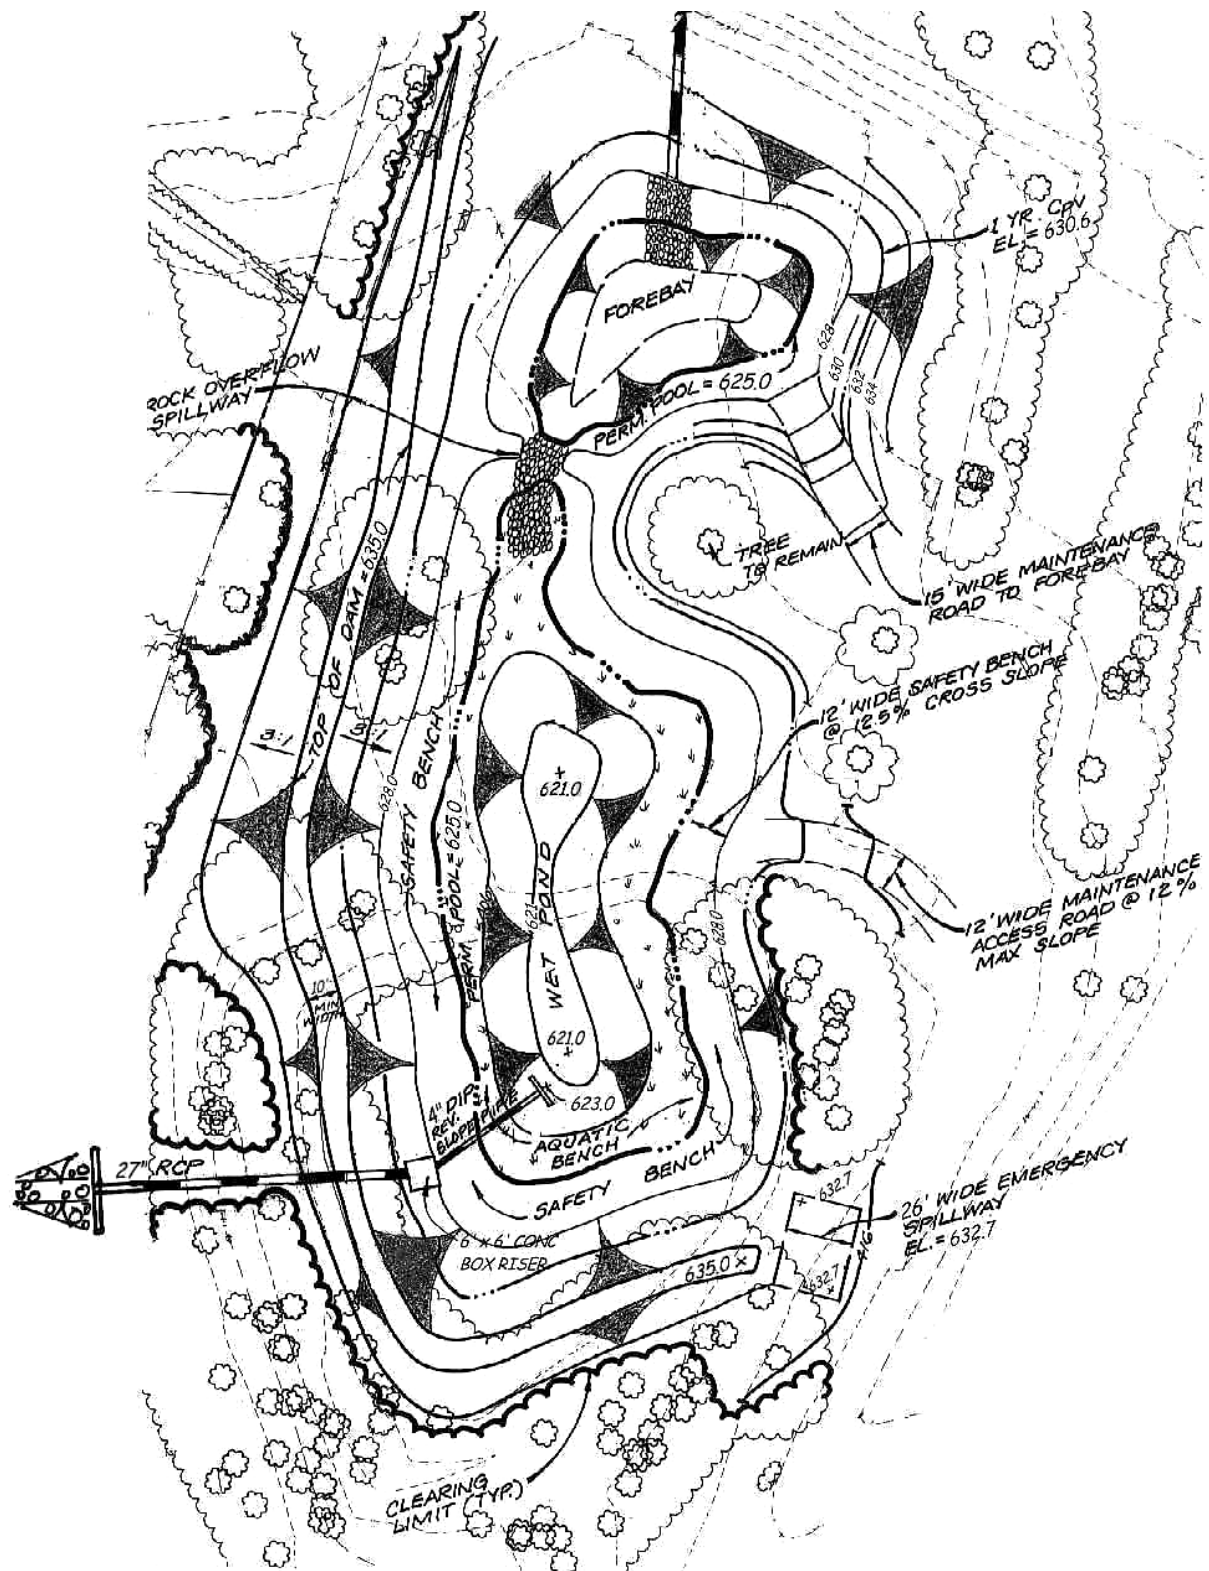 1 YR. CPV
EL. = 630.6
FOREBAY
628
630
632
634
ROCK OVERFLOW
SPILLWAY
PERM. POOL = 625.0
TREE
TO REMAIN
15' WIDE MAINTENANCE
ROAD TO FOREBAY
TOP OF DAM = 635.0
12' WIDE SAFETY BENCH
@ 12.5% CROSS SLOPE
3:1
3:1
628.0
SAFETY BENCH
PERM. POOL = 625.0
621.0
621
WET POND
628.0
12' WIDE MAINTENANCE
ACCESS ROAD @ 12%
MAX SLOPE
10'
MIN
WIDTH
621.0
623.0
4" DIP
REV.
SLOPE PIPE
AQUATIC
BENCH
27" RCP
SAFETY BENCH
632.7
26' WIDE EMERGENCY
SPILLWAY
EL. = 632.7
6' x 6' CONC
BOX RISER
635.0
632.7
CLEARING
LIMIT (TYP.)